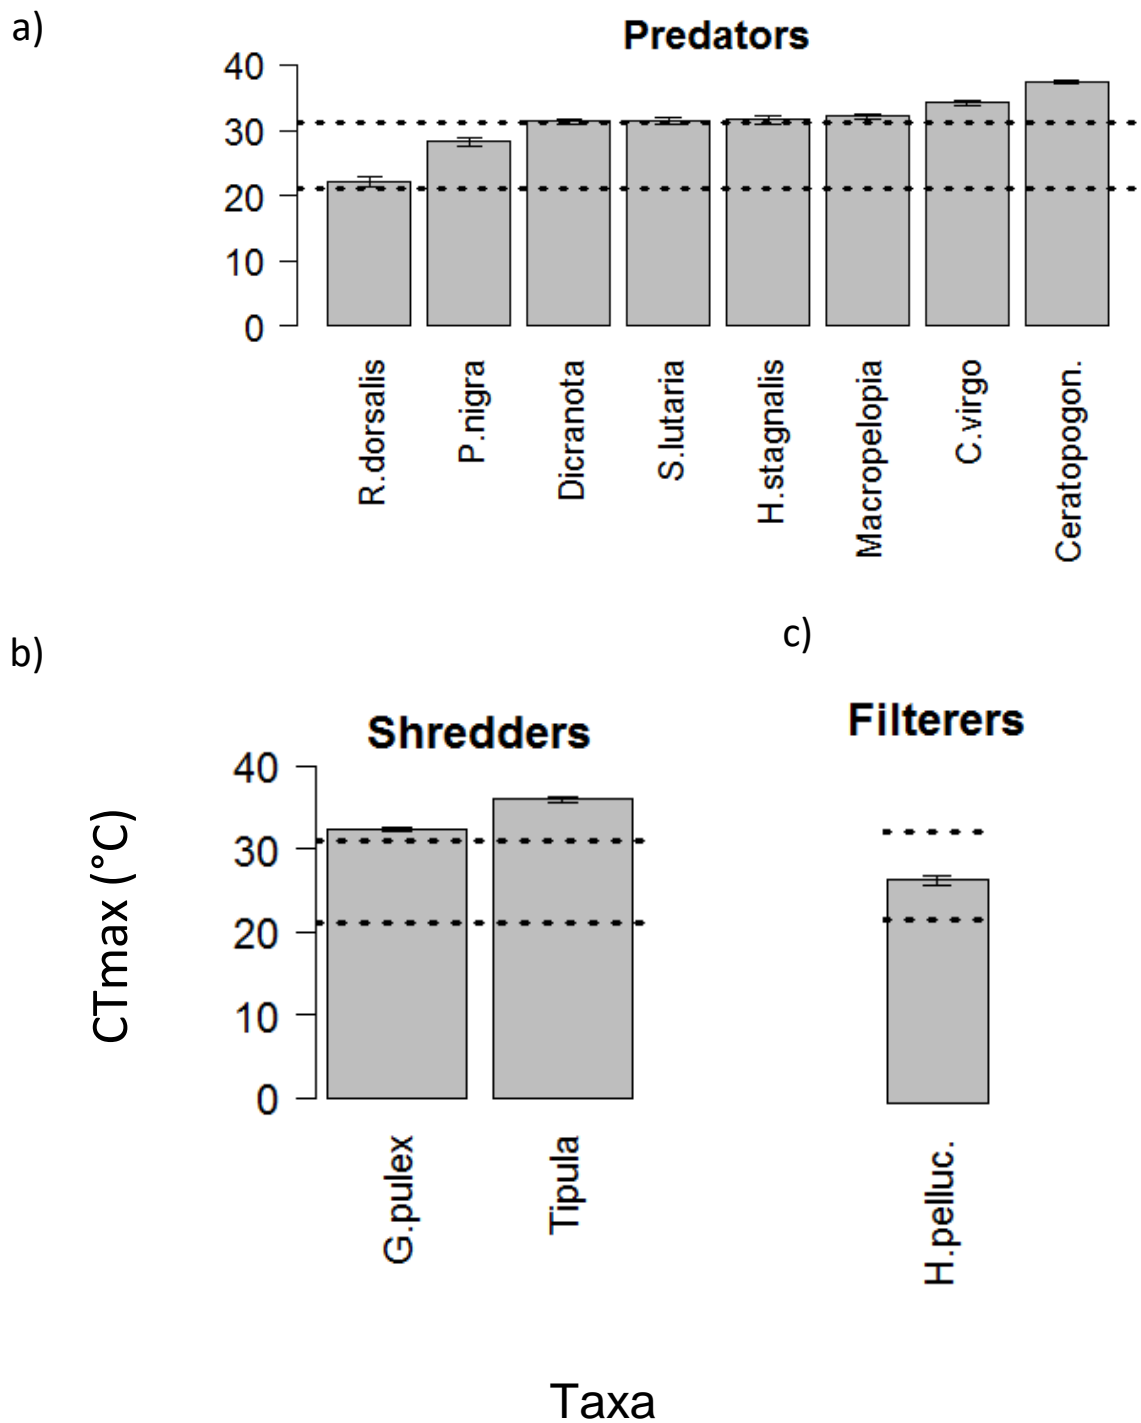 a)
Predators
40
30
20
10
0
R.dorsalis
P.nigra
Dicranota
S.lutaria
H.stagnalis
Macropelopia
C.virgo
Ceratopogon.
b)
c)
Shredders
Filterers
40
30
20
10
0
CTmax (°C)
G.pulex
Tipula
H.pelluc.
Taxa